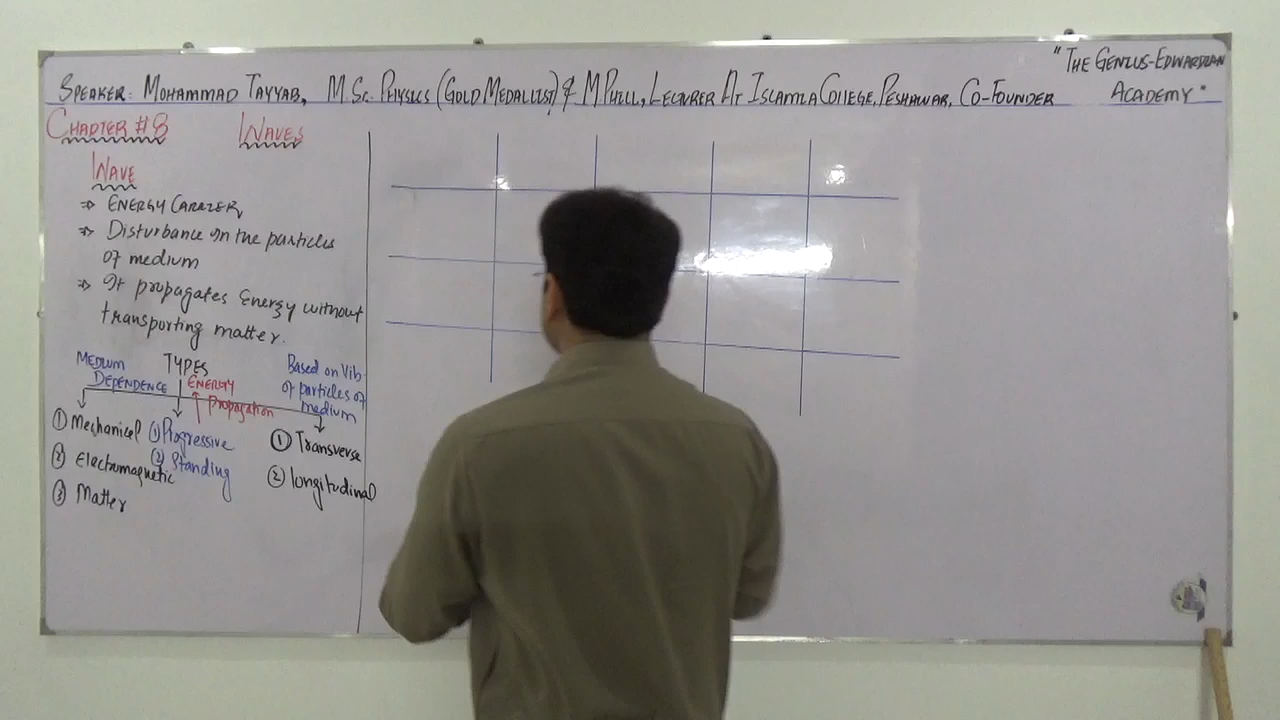 "THE GENIUS-EDWARDIAN
ACADEMY"
SPEAKER: MOHAMMAD TAYYAB, M.Sc. PHYSICS (GOLD MEDALLIST) & M PHILL, LECTURER AT ISLAMIA COLLEGE, PESHAWAR, CO-FOUNDER
CHAPTER #8 WAVES
WAVE
⇒ ENERGY CARRIER
⇒ Disturbance in the particles
of medium
⇒ It propagates Energy without
transporting matter.
TYPES
MEDIUM
DEPENDENCE
① Mechanical
② Electromagnetic
③ Matter
ENERGY
Propagation
① Progressive
② Standing
Based on Vib-
of particles of
medium
① Transverse
② longitudinal